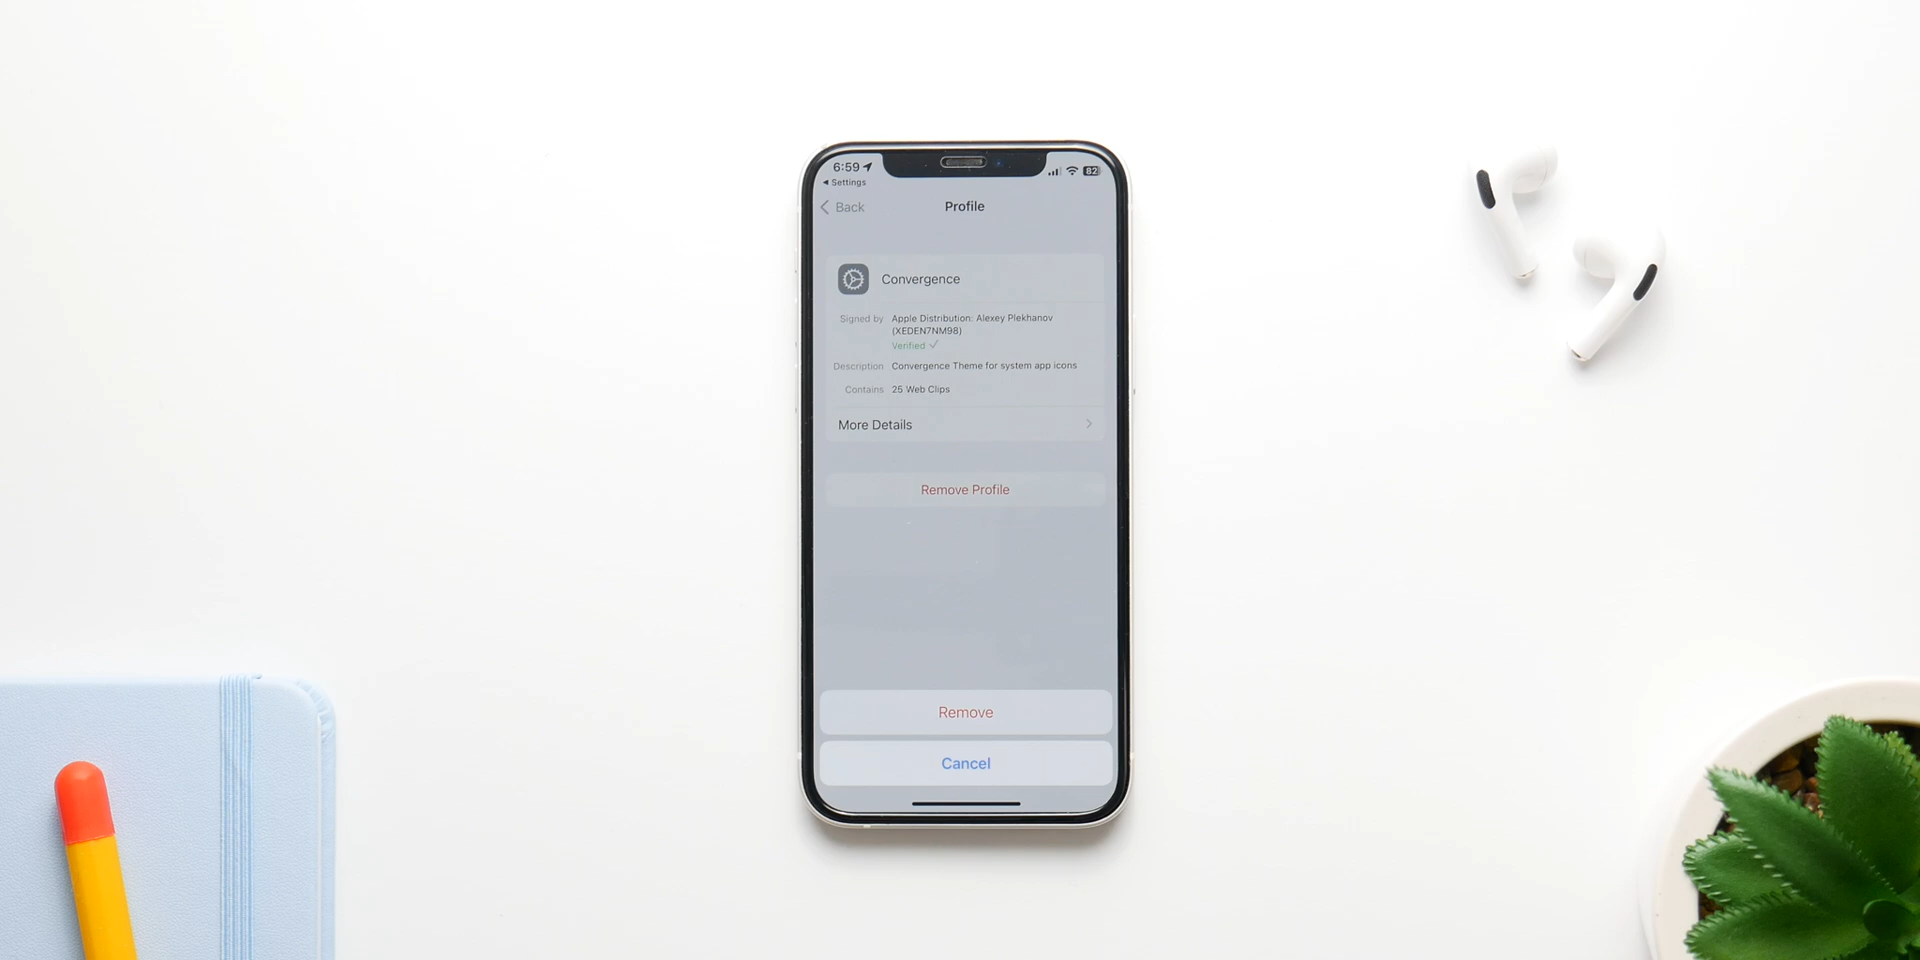 6:59
82
Settings
Back
Profile
Convergence
Signed by
Apple Distribution: Alexey Plekhanov
(XEDEN7NM98)
Verified
Description
Convergence Theme for system app icons
Contains
25 Web Clips
More Details
Remove Profile
Remove
Cancel